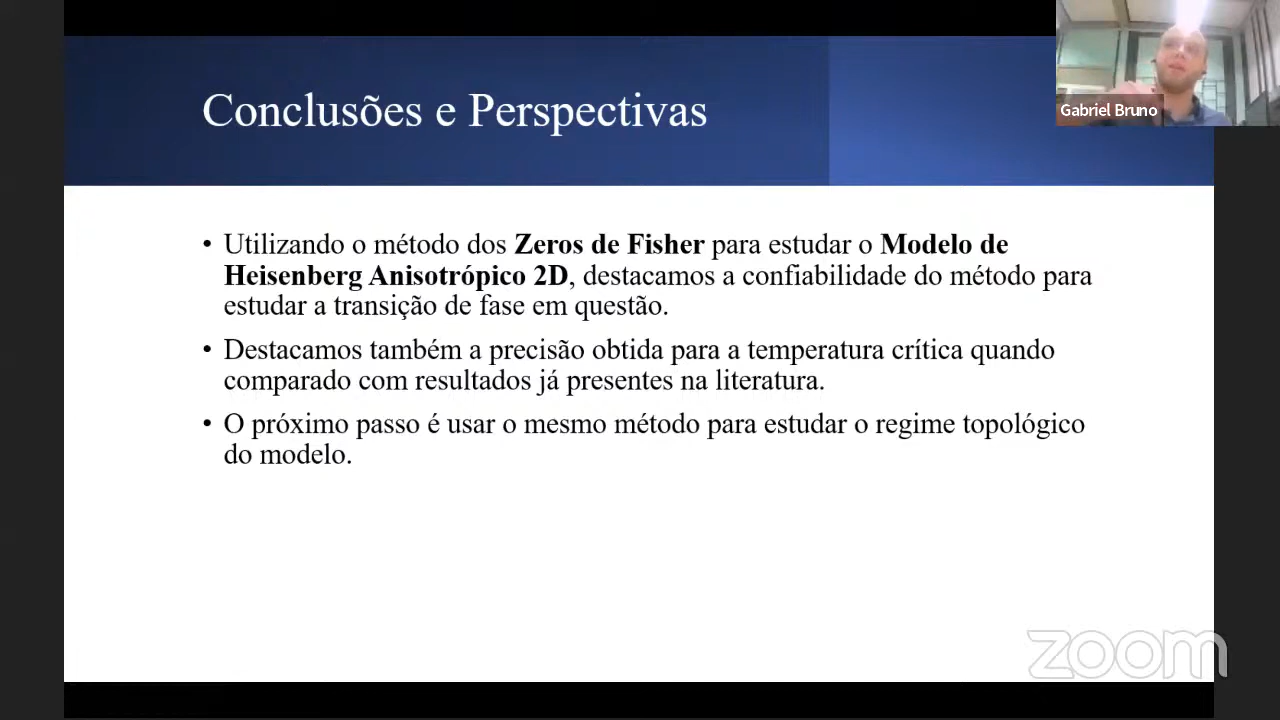 Conclusões e Perspectivas
Gabriel Bruno
• Utilizando o método dos Zeros de Fisher para estudar o Modelo de
Heisenberg Anisotrópico 2D, destacamos a confiabilidade do método para
estudar a transição de fase em questão.
• Destacamos também a precisão obtida para a temperatura crítica quando
comparado com resultados já presentes na literatura.
• O próximo passo é usar o mesmo método para estudar o regime topológico
do modelo.
zoom